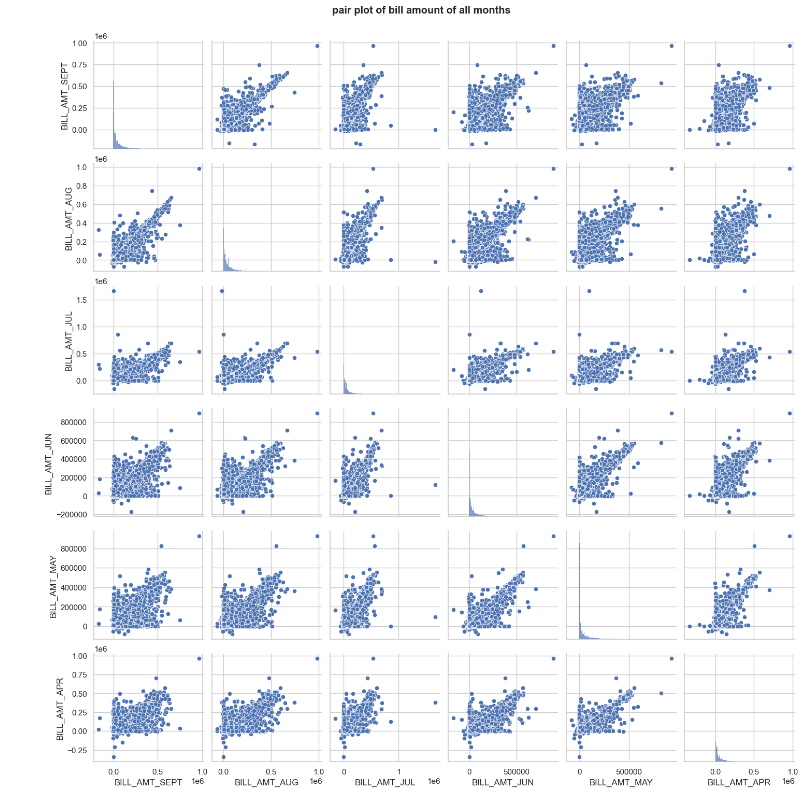 pair plot of bill amount of all months
1e6
1.00
0.75
0.50
0.25
0.00
BILL_AMT_SEPT
1e6
1.0
0.8
0.6
0.4
0.2
0.0
BILL_AMT_AUG
1e6
1.5
1.0
0.5
0.0
BILL_AMT_JUL
800000
600000
400000
200000
0
−200000
BILL_AMT_JUN
800000
600000
400000
200000
0
BILL_AMT_MAY
1e6
1.00
0.75
0.50
0.25
0.00
−0.25
BILL_AMT_APR
0.0 0.5 1.0 0.0 0.5 1.0 0 1 0 500000 0 500000 0.0 0.5 1.0
BILL_AMT_SEPT 1e6 BILL_AMT_AUG 1e6 BILL_AMT_JUL 1e6 BILL_AMT_JUN BILL_AMT_MAY BILL_AMT_APR 1e6